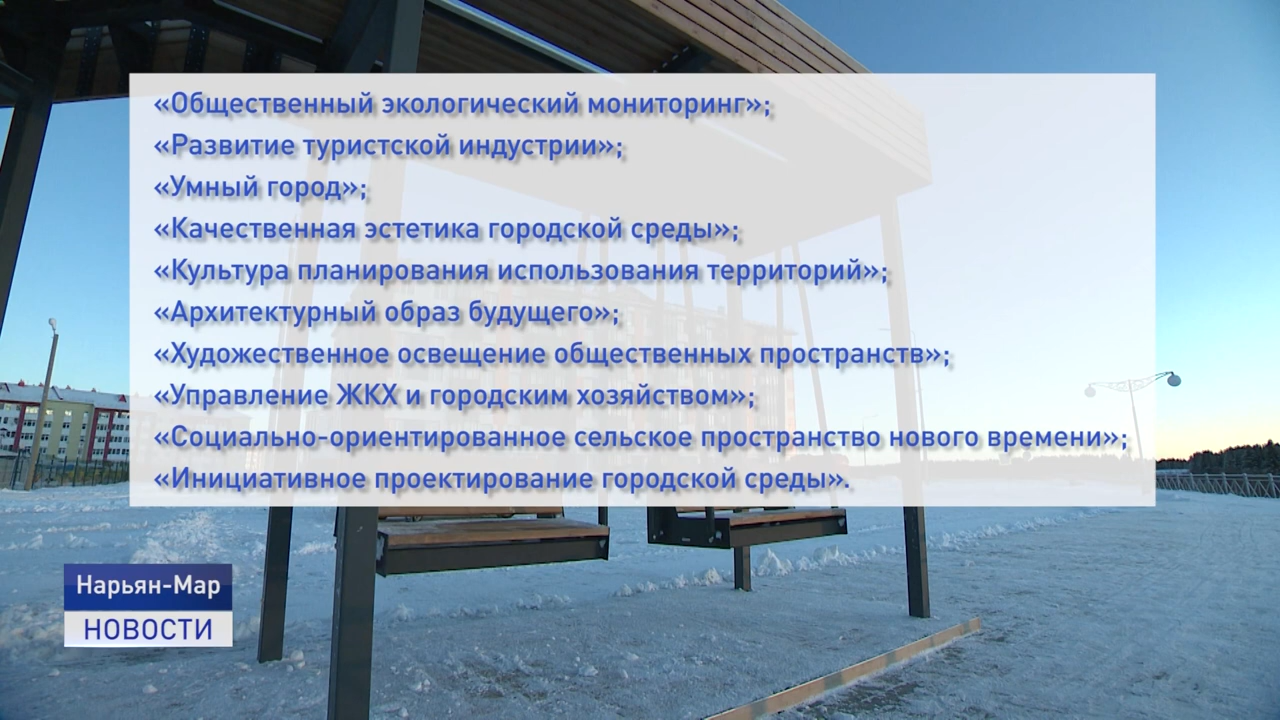 «Общественный экологический мониторинг»;
«Развитие туристской индустрии»;
«Умный город»;
«Качественная эстетика городской среды»;
«Культура планирования использования территорий»;
«Архитектурный образ будущего»;
«Художественное освещение общественных пространств»;
«Управление ЖКХ и городским хозяйством»;
«Социально-ориентированное сельское пространство нового времени»;
«Инициативное проектирование городской среды».
Нарьян-Мар
НОВОСТИ